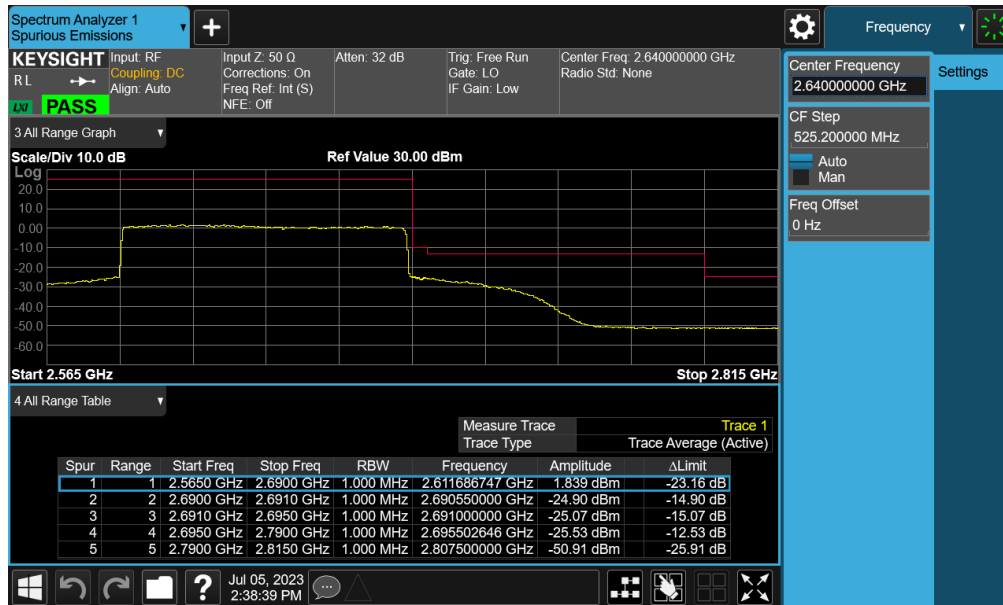 Spectrum Analyzer 1
Spurious Emissions
+
Frequency
KEYSIGHT
RL
LXI
PASS
Input: RF
Coupling: DC
Align: Auto
Input Z: 50 Ω
Corrections: On
Freq Ref: Int (S)
NFE: Off
Atten: 32 dB
Trig: Free Run
Gate: LO
IF Gain: Low
Center Freq: 2.640000000 GHz
Radio Std: None
Center Frequency
2.640000000 GHz
Settings
CF Step
525.200000 MHz
Auto
Man
Freq Offset
0 Hz
3 All Range Graph
Scale/Div 10.0 dB
Ref Value 30.00 dBm
Log
20.0
10.0
0.00
-10.0
-20.0
-30.0
-40.0
-50.0
-60.0
Start 2.565 GHz
Stop 2.815 GHz
4 All Range Table
Measure Trace Trace 1
Trace Type Trace Average (Active)
Spur Range Start Freq Stop Freq RBW Frequency Amplitude ΔLimit
1 1 2.5650 GHz 2.6900 GHz 1.000 MHz 2.611686747 GHz 1.839 dBm -23.16 dB
2 2 2.6900 GHz 2.6910 GHz 1.000 MHz 2.690550000 GHz -24.90 dBm -14.90 dB
3 3 2.6910 GHz 2.6950 GHz 1.000 MHz 2.691000000 GHz -25.07 dBm -15.07 dB
4 4 2.6950 GHz 2.7900 GHz 1.000 MHz 2.695502646 GHz -25.53 dBm -12.53 dB
5 5 2.7900 GHz 2.8150 GHz 1.000 MHz 2.807500000 GHz -50.91 dBm -25.91 dB
?
Jul 05, 2023
2:38:39 PM